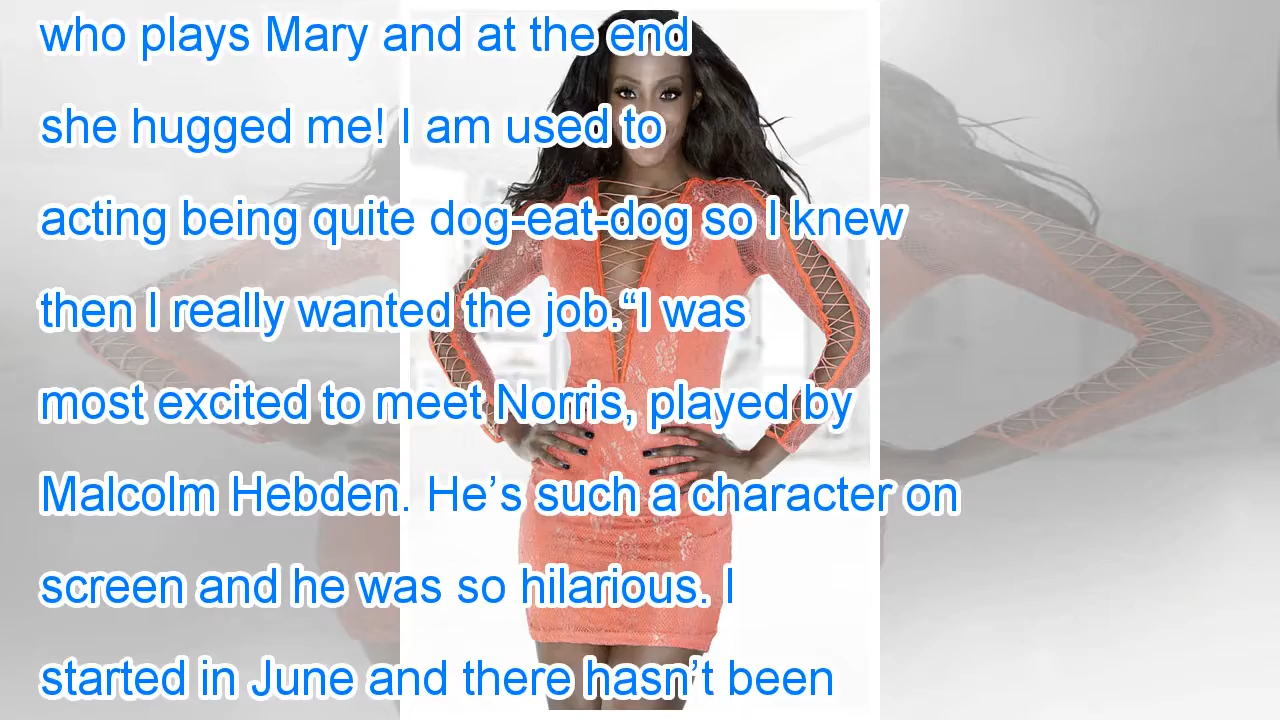 who plays Mary and at the end
she hugged me! I am used to
acting being quite dog-eat-dog so I knew
then I really wanted the job.“I was
most excited to meet Norris, played by
Malcolm Hebden. He’s such a character on
screen and he was so hilarious. I
started in June and there hasn’t been